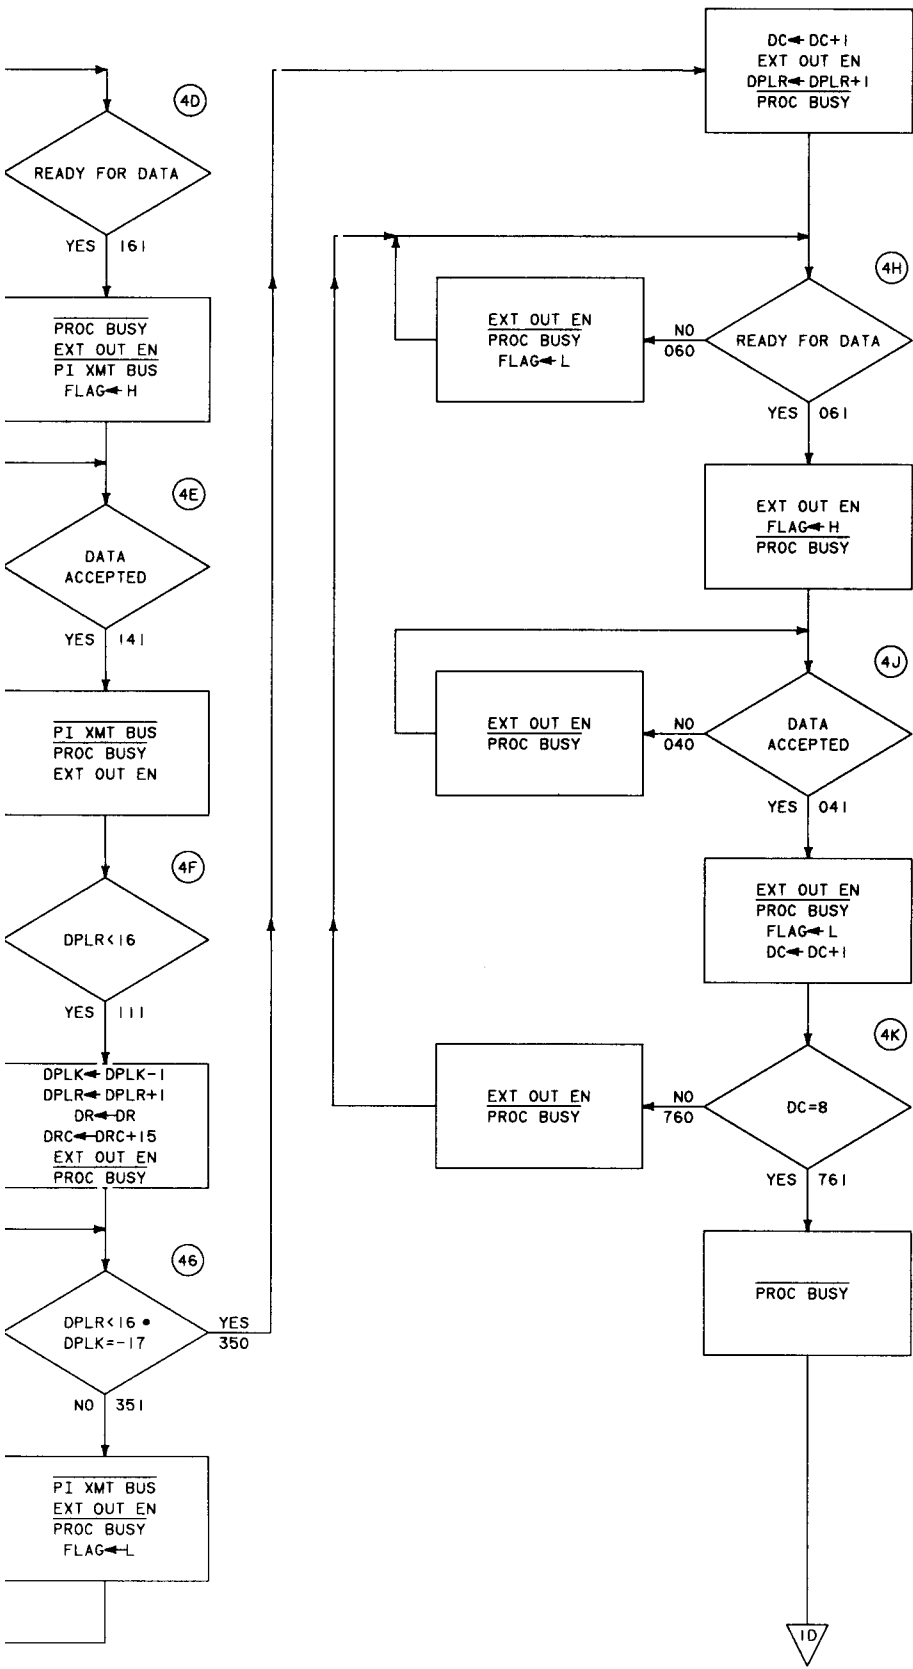 4D
READY FOR DATA
YES 161
PROC BUSY
EXT OUT EN
PI XMT BUS
FLAG←H
4E
DATA
ACCEPTED
YES 141
PI XMT BUS
PROC BUSY
EXT OUT EN
4F
DPLR<16
YES 111
DPLK←DPLK-1
DPLR←DPLR+1
DR←DR
DRC←DRC+15
EXT OUT EN
PROC BUSY
46
DPLR<16 •
DPLK=-17
YES
350
NO 351
PI XMT BUS
EXT OUT EN
PROC BUSY
FLAG←L
DC←DC+1
EXT OUT EN
DPLR←DPLR+1
PROC BUSY
4H
READY FOR DATA
NO
060
EXT OUT EN
PROC BUSY
FLAG←L
YES 061
EXT OUT EN
FLAG←H
PROC BUSY
4J
DATA
ACCEPTED
NO
040
EXT OUT EN
PROC BUSY
YES 041
EXT OUT EN
PROC BUSY
FLAG←L
DC←DC+1
4K
DC=8
NO
760
EXT OUT EN
PROC BUSY
YES 761
PROC BUSY
1D